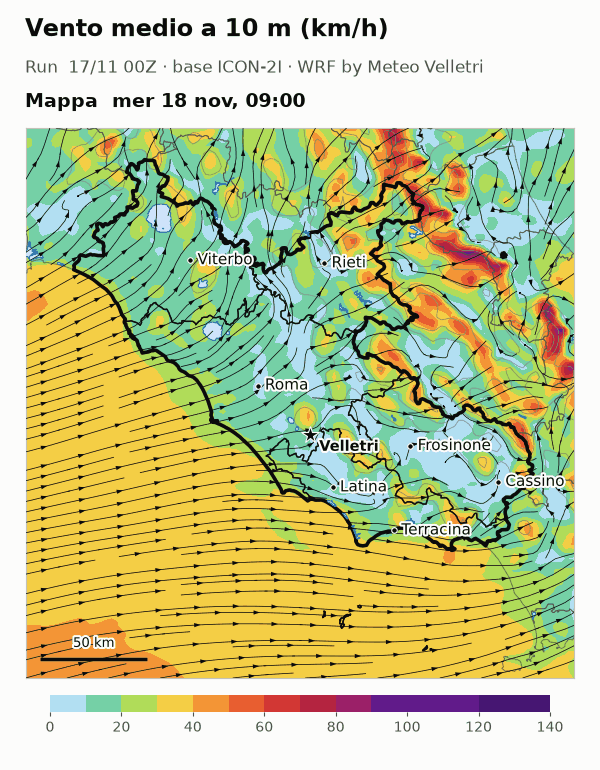 Vento medio a 10 m (km/h)
Run  17/11 00Z · base ICON-2I · WRF by Meteo Velletri
Mappa  mer 18 nov, 09:00
Viterbo
Rieti
Roma
Velletri
Frosinone
Cassino
Latina
Terracina
50 km
0 20 40 60 80 100 120 140